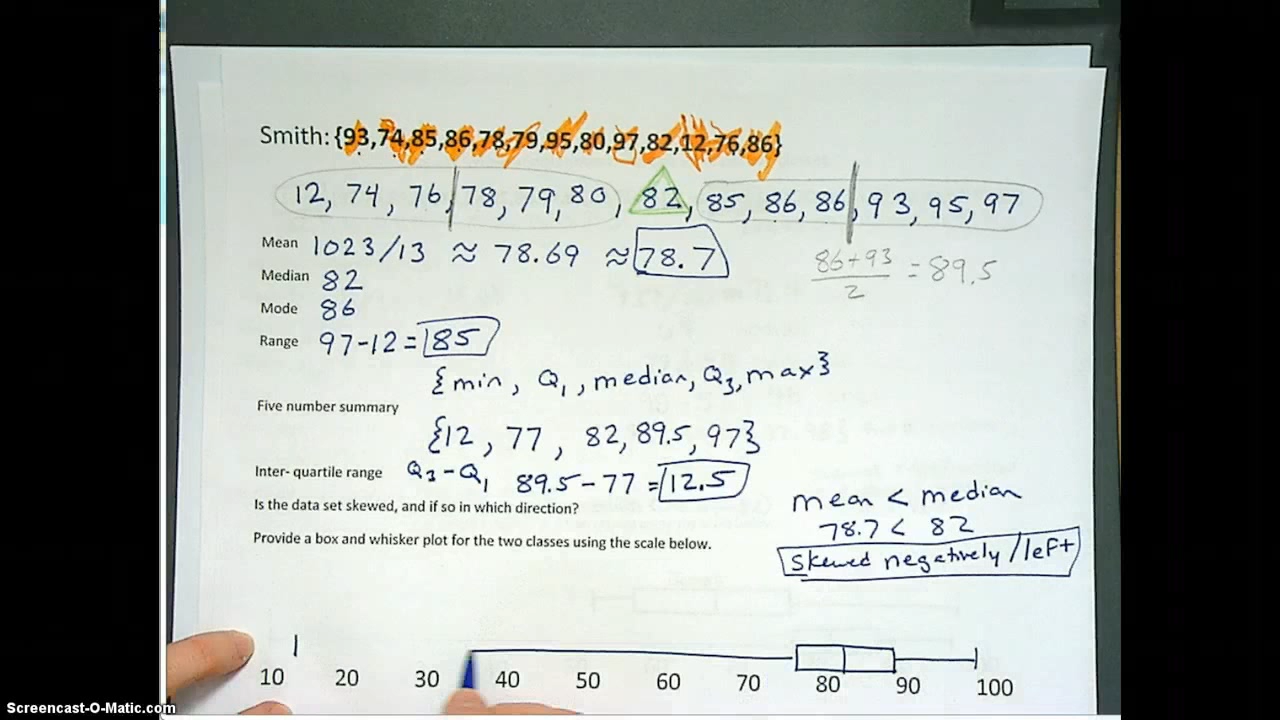 Smith: {93,74,85,86,78,79,95,80,97,82,12,76,86}
12, 74, 76, 78, 79, 80, 82, 85, 86, 86, 93, 95, 97
Mean 1023/13 ≈ 78.69 ≈ 78.7
86+93
2
= 89.5
Median 82
Mode 86
Range 97-12= 85
{min, Q1, median, Q3, max}
Five number summary
{12, 77, 82, 89.5, 97}
Inter- quartile range Q3-Q1 89.5-77= 12.5
Is the data set skewed, and if so in which direction?
mean < median
78.7 < 82
skewed negatively/left
Provide a box and whisker plot for the two classes using the scale below.
10 20 30 40 50 60 70 80 90 100
Screencast-O-Matic.com